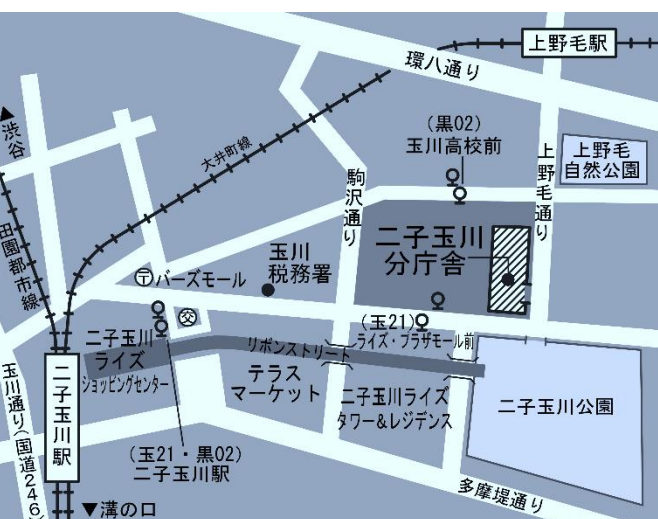 上野毛駅
環八通り
▲渋谷
大井町線
(黒02)
玉川高校前
上野毛
自然公園
上野毛通り
駒沢通り
田園都市線
二子玉川
分庁舎
玉川
税務署
〒バーズモール
交
(玉21)
ライズ・プラザモール前
二子玉川
ライズ
ショッピングセンター
リボンストリート
テラス
マーケット
二子玉川ライズ
タワー&レジデンス
二子玉川公園
二子玉川駅
玉川通り(国道246)
(玉21・黒02)
二子玉川駅
多摩堤通り
▼溝の口